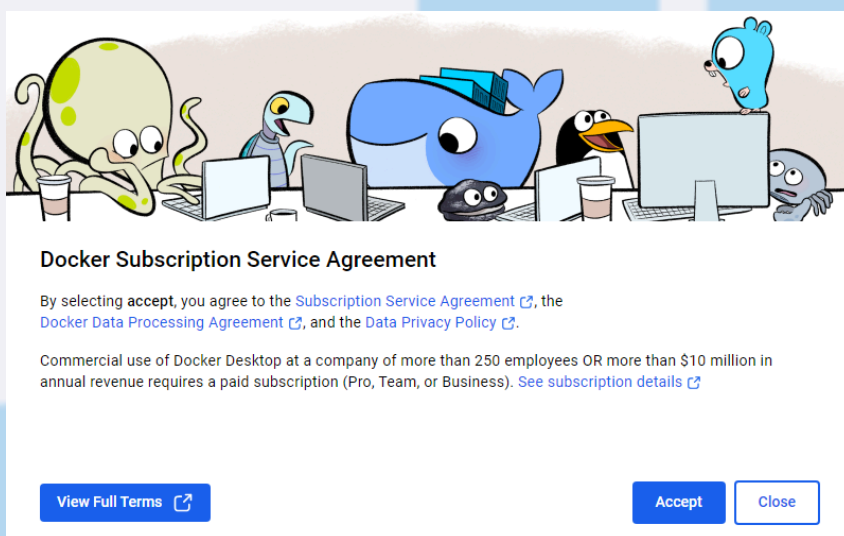 Docker Subscription Service Agreement
By selecting accept, you agree to the Subscription Service Agreement, the
Docker Data Processing Agreement, and the Data Privacy Policy.
Commercial use of Docker Desktop at a company of more than 250 employees OR more than $10 million in
annual revenue requires a paid subscription (Pro, Team, or Business). See subscription details
View Full Terms
Accept
Close